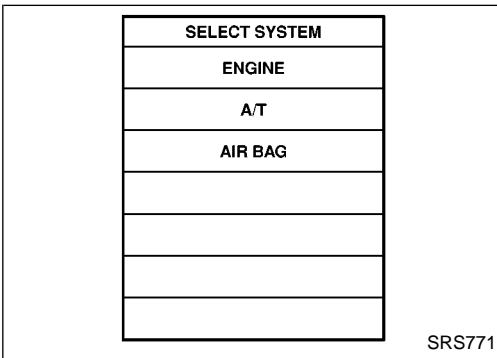 SELECT SYSTEM
ENGINE
A/T
AIR BAG
SRS771